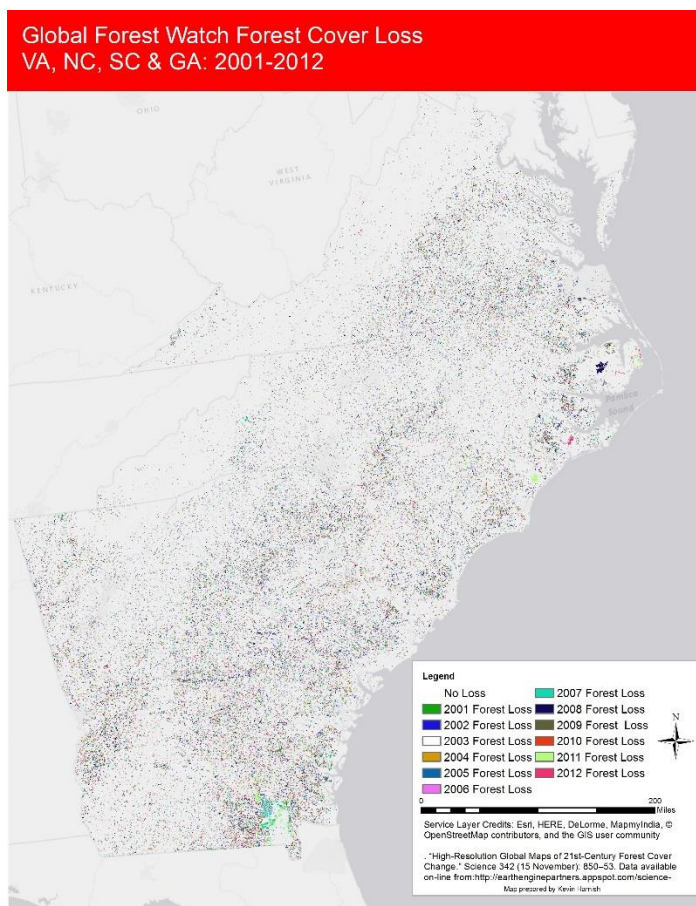 Global Forest Watch Forest Cover Loss
VA, NC, SC & GA: 2001-2012
OHIO
WEST
VIRGINIA
KENTUCKY
Pamlico
Sound
Legend
No Loss
2001 Forest Loss
2002 Forest Loss
2003 Forest Loss
2004 Forest Loss
2005 Forest Loss
2006 Forest Loss
2007 Forest Loss
2008 Forest Loss
2009 Forest Loss
2010 Forest Loss
2011 Forest Loss
2012 Forest Loss
N
0 200
Miles
Service Layer Credits: Esri, HERE, DeLorme, MapmyIndia, ©
OpenStreetMap contributors, and the GIS user community
. "High-Resolution Global Maps of 21st-Century Forest Cover
Change." Science 342 (15 November): 850–53. Data available
on-line from:http://earthenginepartners.appspot.com/science-
Map prepared by Kevin Hamish